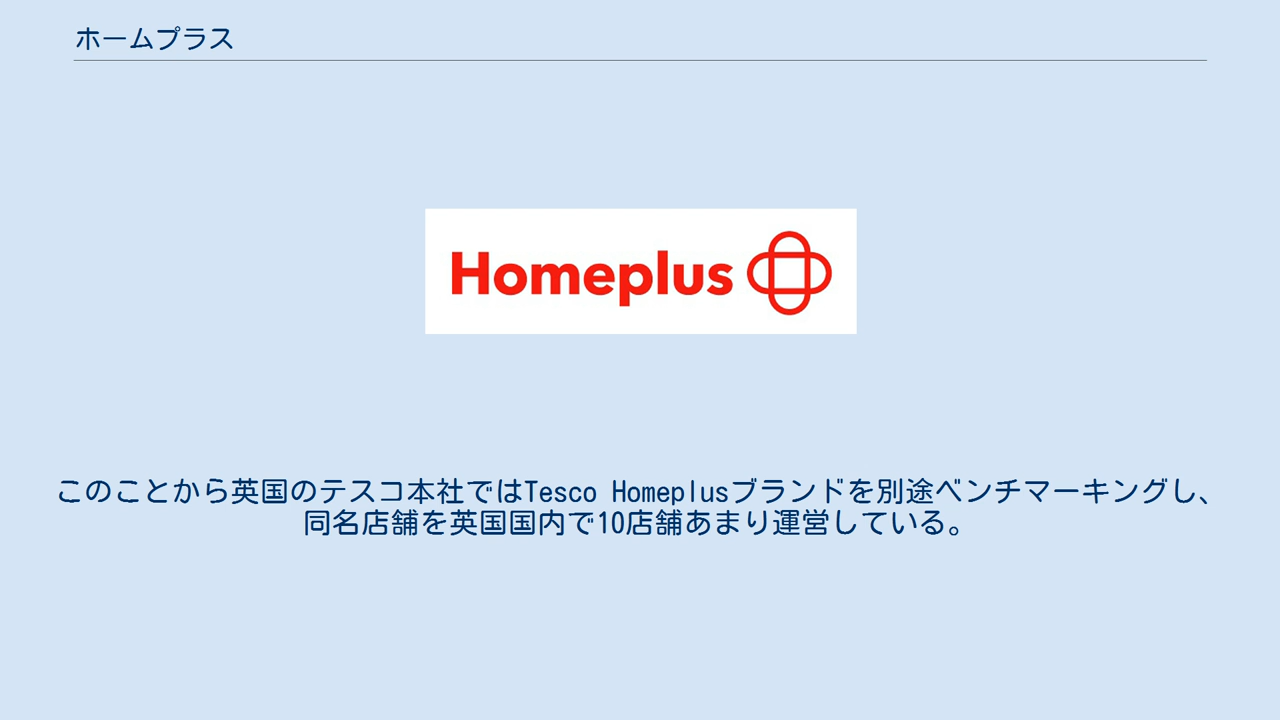 ホームプラス
Homeplus
このことから英国のテスコ本社ではTesco Homeplusブランドを別途ベンチマーキングし、
同名店舗を英国国内で10店舗あまり運営している。